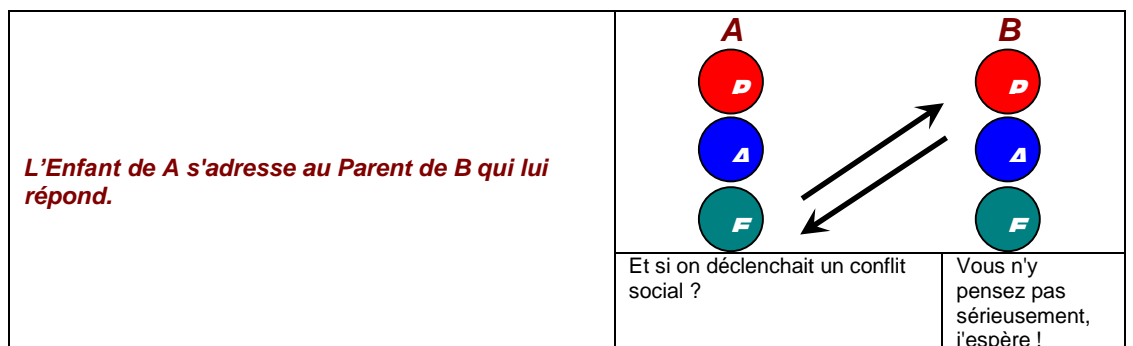 L'Enfant de A s'adresse au Parent de B qui lui
répond.
A B
D D
A A
F F
Et si on déclenchait un conflit
social ?
Vous n'y
pensez pas
sérieusement,
j'espère !